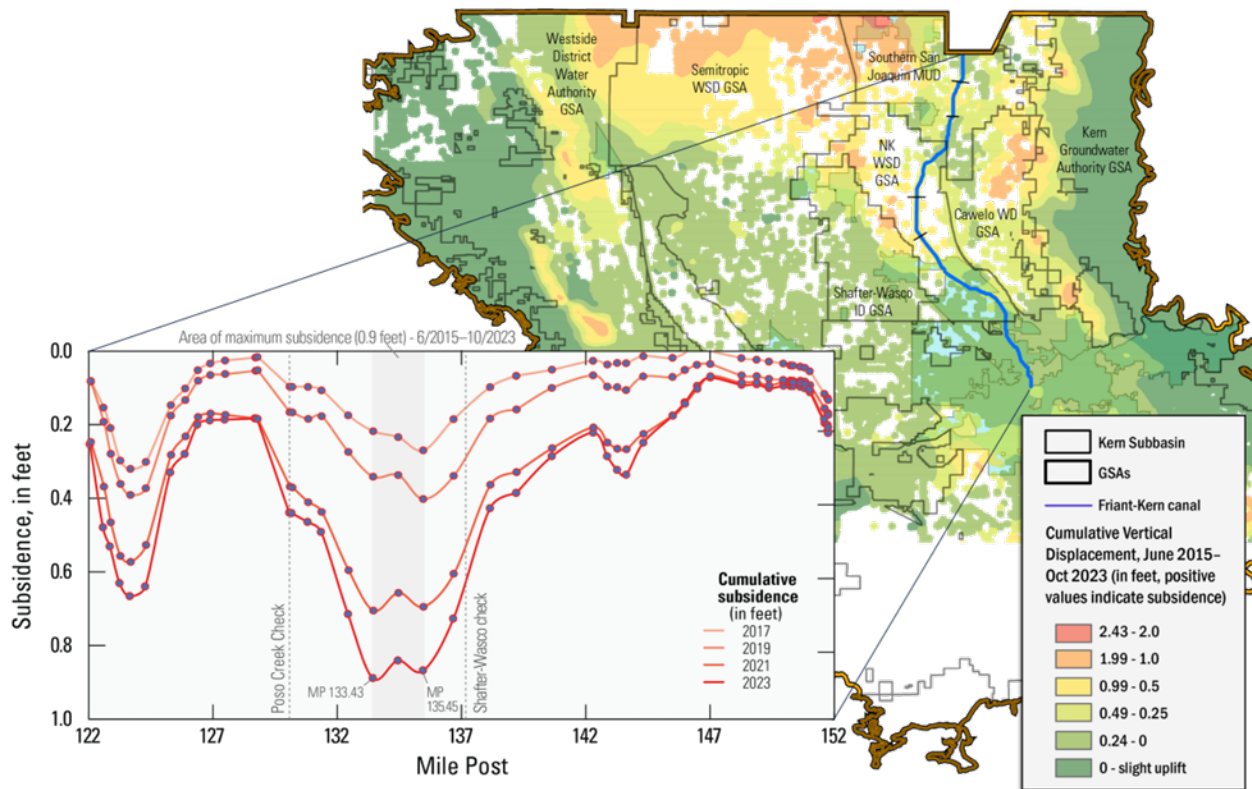 Westside
District
Water
Authority
GSA
Semitropic
WSD GSA
Southern San
Joaquin MUD
NK
WSD
GSA
Kern
Groundwater
Authority GSA
Cawelo WD
GSA
Shafter-Wasco
ID GSA
Area of maximum subsidence (0.9 feet) - 6/2015–10/2023
Subsidence, in feet
0.0
0.2
0.4
0.6
0.8
1.0
Poso Creek Check
MP 133.43
MP
135.45
Shafter-Wasco check
Cumulative
subsidence
(in feet)
2017
2019
2021
2023
122
127
132
137
142
147
152
Mile Post
Kern Subbasin
GSAs
Friant-Kern canal
Cumulative Vertical
Displacement, June 2015–
Oct 2023 (in feet, positive
values indicate subsidence)
2.43 - 2.0
1.99 - 1.0
0.99 - 0.5
0.49 - 0.25
0.24 - 0
0 - slight uplift